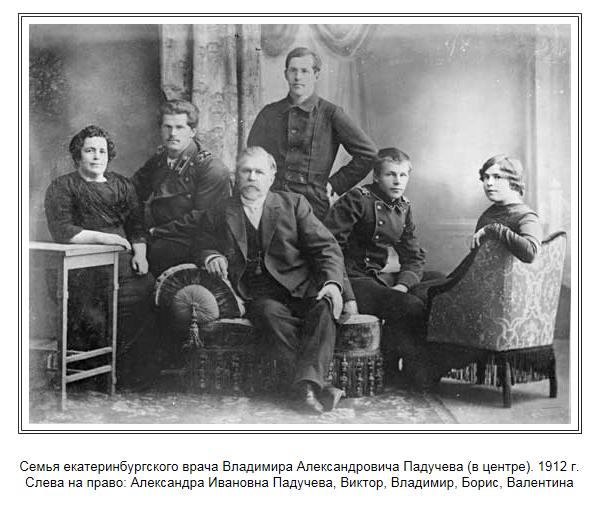 Семья екатеринбургского врача Владимира Александровича Падучева (в центре). 1912 г.
Слева на право: Александра Ивановна Падучева, Виктор, Владимир, Борис, Валентина